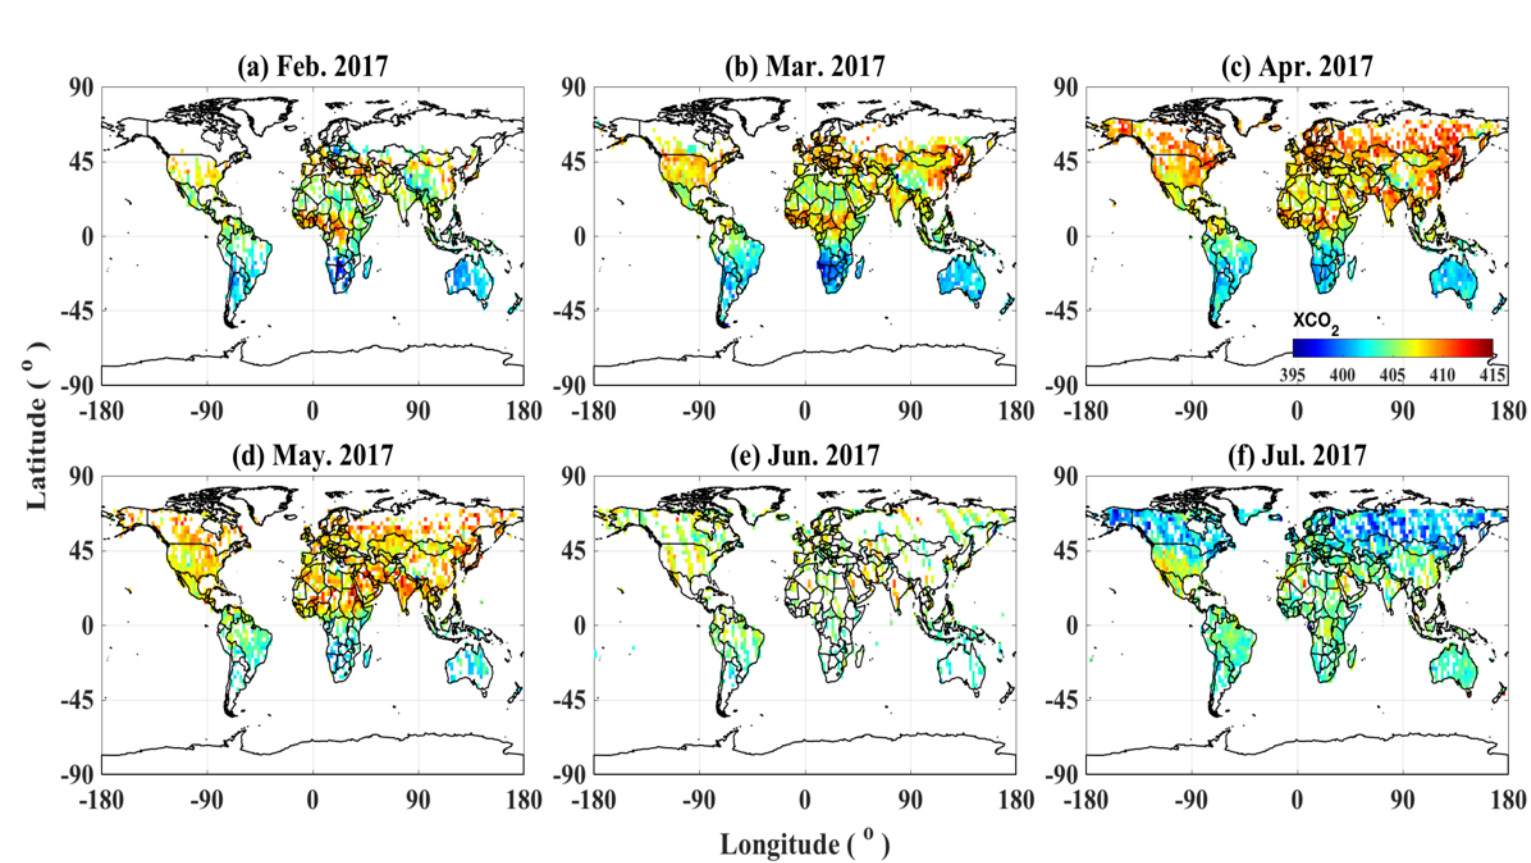 (a) Feb. 2017
(b) Mar. 2017
(c) Apr. 2017
90
90
90
45
45
45
0
0
0
-45
-45
-45
XCO2
395 400 405 410 415
-90
-90
-90
-180 -90 0 90 180
-180 -90 0 90 180
-180 -90 0 90 180
Latitude ( o )
(d) May. 2017
(e) Jun. 2017
(f) Jul. 2017
90
90
90
45
45
45
0
0
0
-45
-45
-45
-90
-90
-90
-180 -90 0 90 180
-180 -90 0 90 180
-180 -90 0 90 180
Longitude ( o )